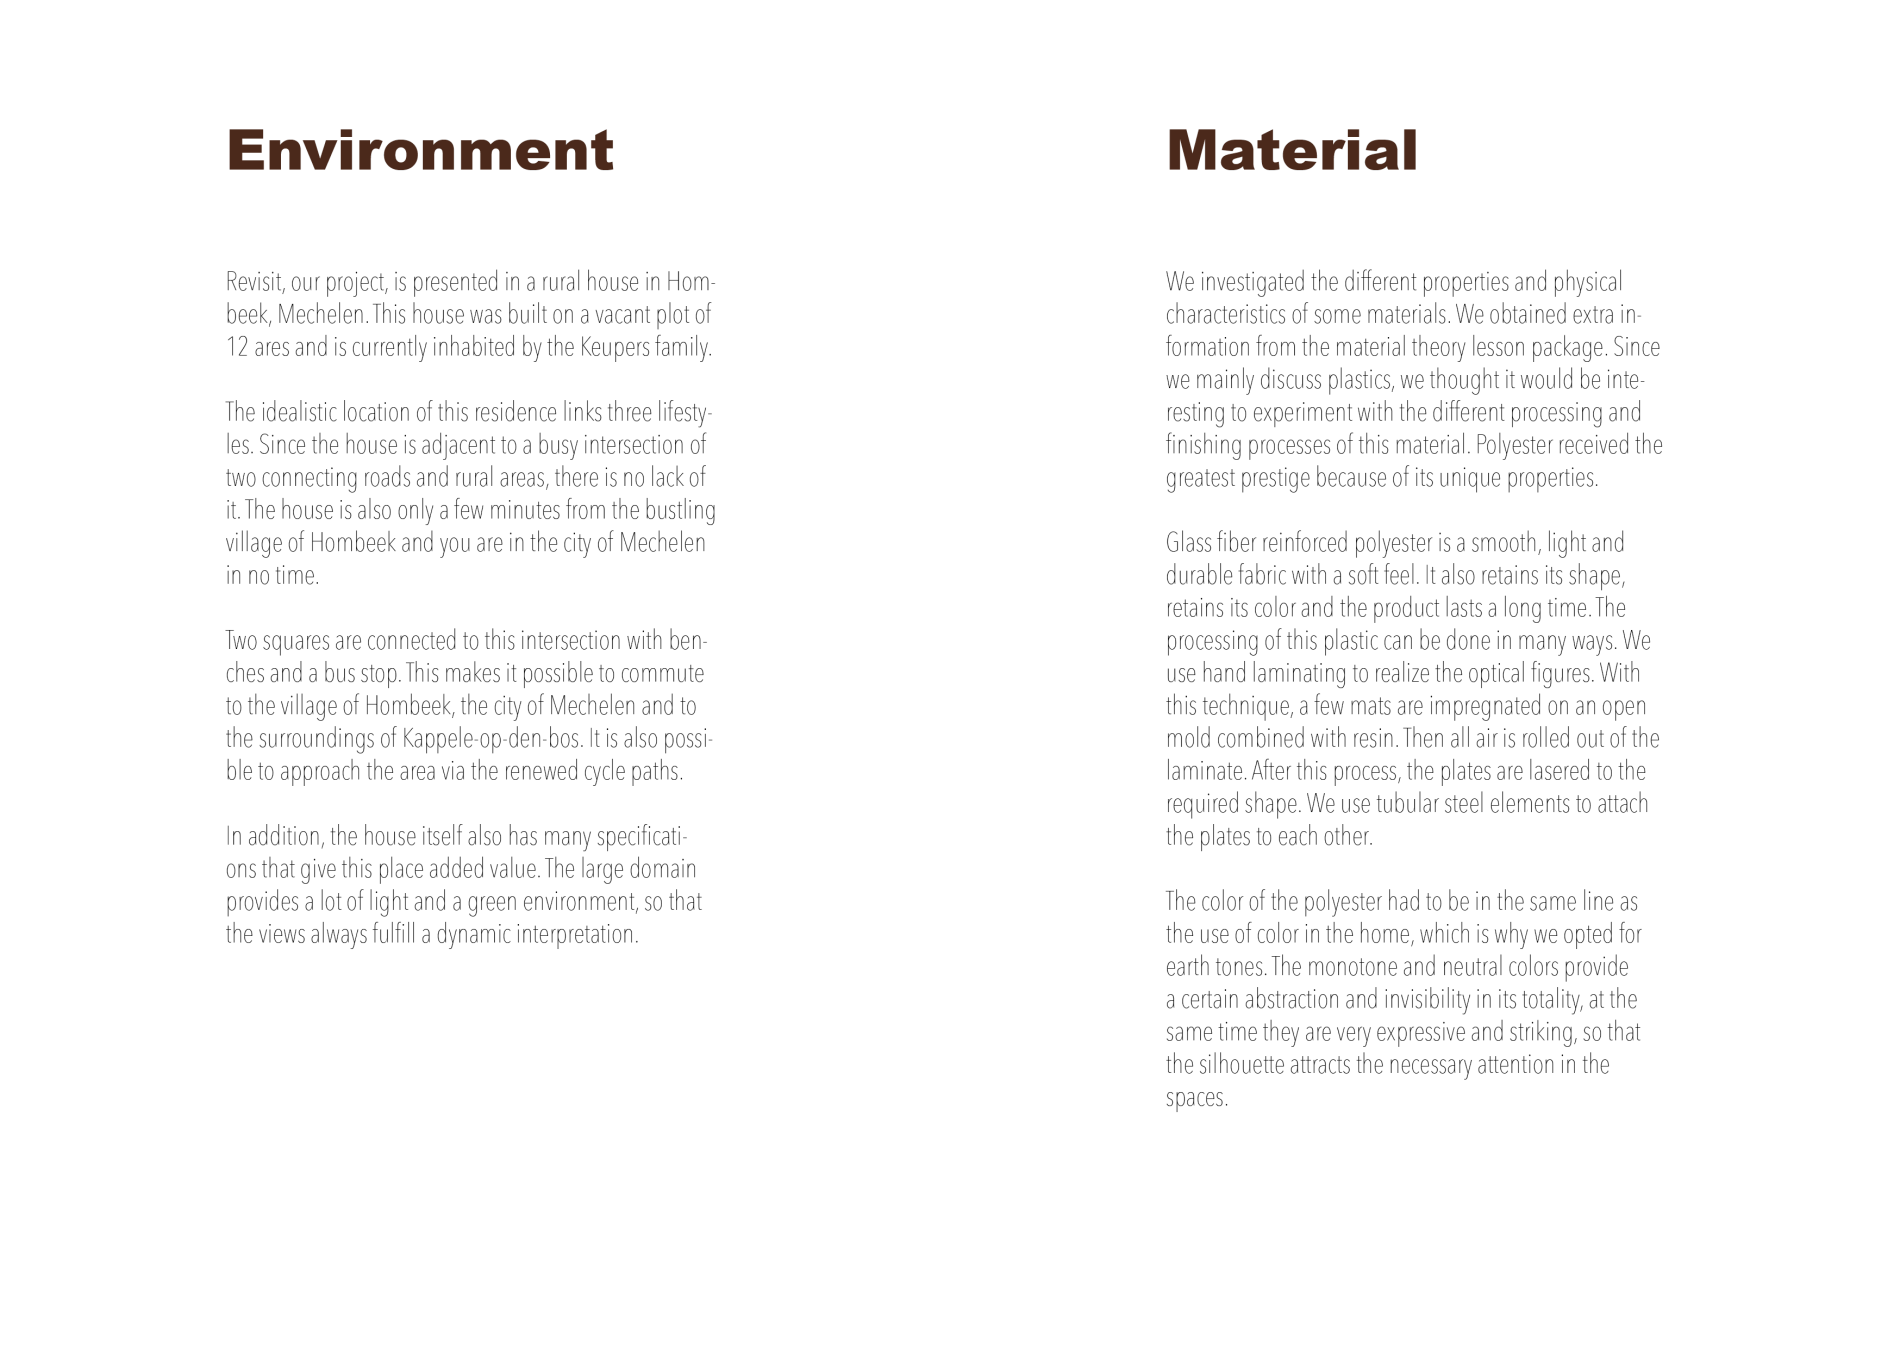 Environment
Revisit, our project, is presented in a rural house in Hom-
beek, Mechelen. This house was built on a vacant plot of
12 ares and is currently inhabited by the Keupers family.
The idealistic location of this residence links three lifesty-
les. Since the house is adjacent to a busy intersection of
two connecting roads and rural areas, there is no lack of
it. The house is also only a few minutes from the bustling
village of Hombeek and you are in the city of Mechelen
in no time.
Two squares are connected to this intersection with ben-
ches and a bus stop. This makes it possible to commute
to the village of Hombeek, the city of Mechelen and to
the surroundings of Kappele-op-den-bos. It is also possi-
ble to approach the area via the renewed cycle paths.
In addition, the house itself also has many specificati-
ons that give this place added value. The large domain
provides a lot of light and a green environment, so that
the views always fulfill a dynamic interpretation.
Material
We investigated the different properties and physical
characteristics of some materials. We obtained extra in-
formation from the material theory lesson package. Since
we mainly discuss plastics, we thought it would be inte-
resting to experiment with the different processing and
finishing processes of this material. Polyester received the
greatest prestige because of its unique properties.
Glass fiber reinforced polyester is a smooth, light and
durable fabric with a soft feel. It also retains its shape,
retains its color and the product lasts a long time. The
processing of this plastic can be done in many ways. We
use hand laminating to realize the optical figures. With
this technique, a few mats are impregnated on an open
mold combined with resin. Then all air is rolled out of the
laminate. After this process, the plates are lasered to the
required shape. We use tubular steel elements to attach
the plates to each other.
The color of the polyester had to be in the same line as
the use of color in the home, which is why we opted for
earth tones. The monotone and neutral colors provide
a certain abstraction and invisibility in its totality, at the
same time they are very expressive and striking, so that
the silhouette attracts the necessary attention in the
spaces.